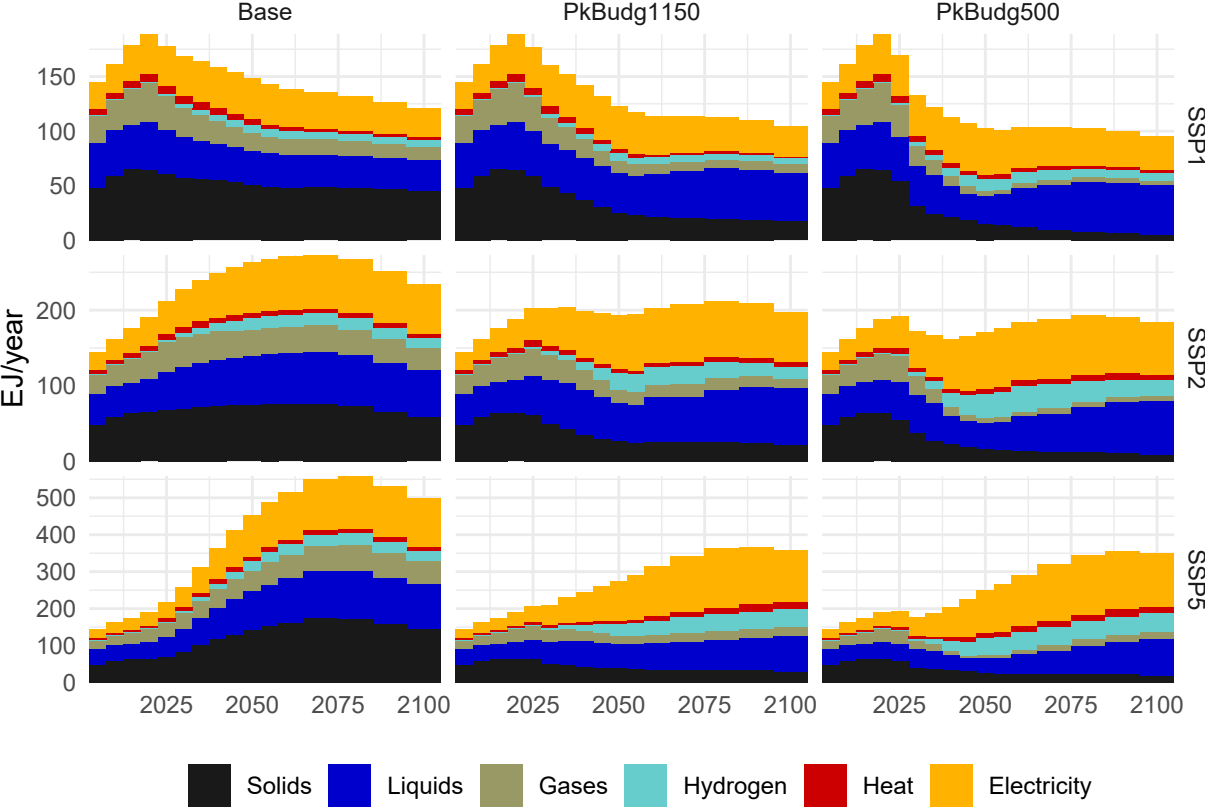 Base PkBudg1150 PkBudg500
EJ/year
150
100
50
0
SSP1
200
100
0
SSP2
500
400
300
200
100
0
SSP5
2025 2050 2075 2100 2025 2050 2075 2100 2025 2050 2075 2100
Solids Liquids Gases Hydrogen Heat Electricity